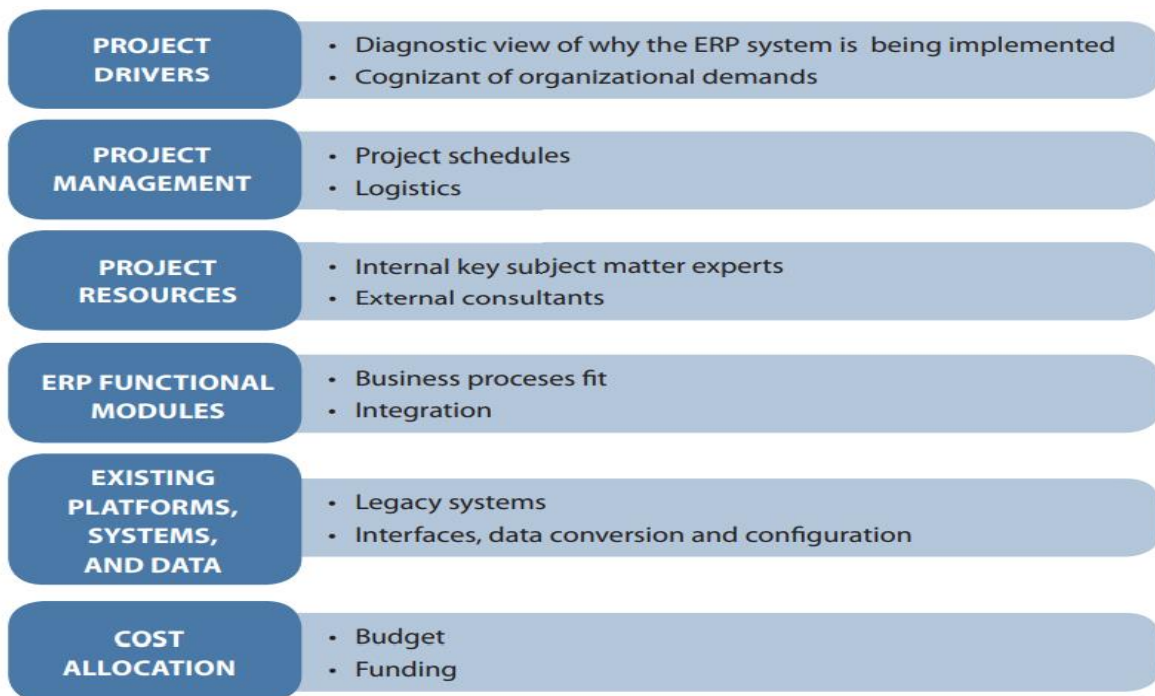 PROJECT
DRIVERS
• Diagnostic view of why the ERP system is being implemented
• Cognizant of organizational demands
PROJECT
MANAGEMENT
• Project schedules
• Logistics
PROJECT
RESOURCES
• Internal key subject matter experts
• External consultants
ERP FUNCTIONAL
MODULES
• Business proceses fit
• Integration
EXISTING
PLATFORMS,
SYSTEMS,
AND DATA
• Legacy systems
• Interfaces, data conversion and configuration
COST
ALLOCATION
• Budget
• Funding